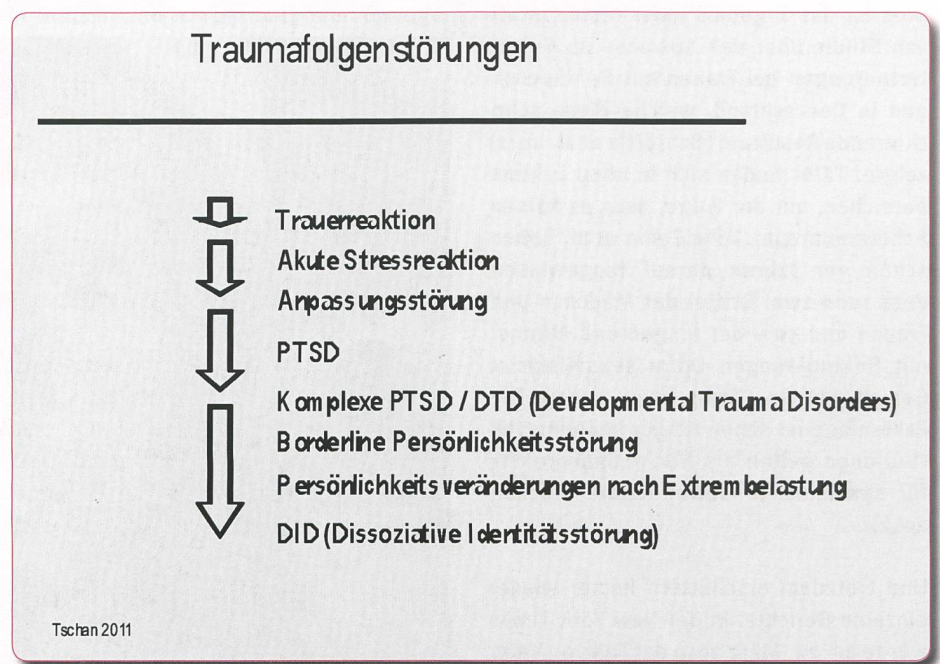 Traumafolgenstörungen
Trauerreaktion
Akute Stressreaktion
Anpassungsstörung
PTSD
Komplexe PTSD / DTD (Developmental Trauma Disorders)
Borderline Persönlichkeitsstörung
Persönlichkeitsveränderungen nach Extrembelastung
DID (Dissoziative Identitätsstörung)
Tschan 2011